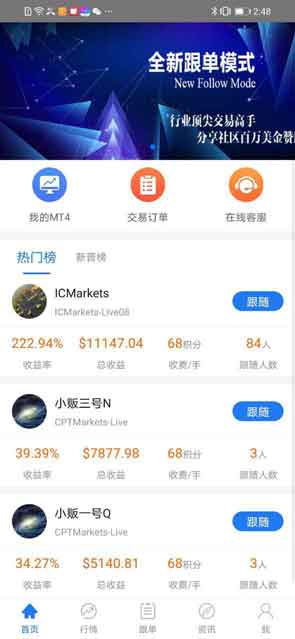 2:48
全新跟单模式
New Follow Mode
行业顶尖交易高手
分享社区百万美金赞
我的MT4 交易订单 在线客服
热门榜 新晋榜
ICMarkets
ICMarkets-Live08
跟随
222.94% $11147.04 68积分 84人
收益率 总收益 收费/手 跟随人数
小贩三号N
CPTMarkets-Live
跟随
39.39% $7877.98 68积分 3人
收益率 总收益 收费/手 跟随人数
小贩一号Q
CPTMarkets-Live
跟随
34.27% $5140.81 68积分 3人
收益率 总收益 收费/手 跟随人数
首页 行情 跟单 资讯 我